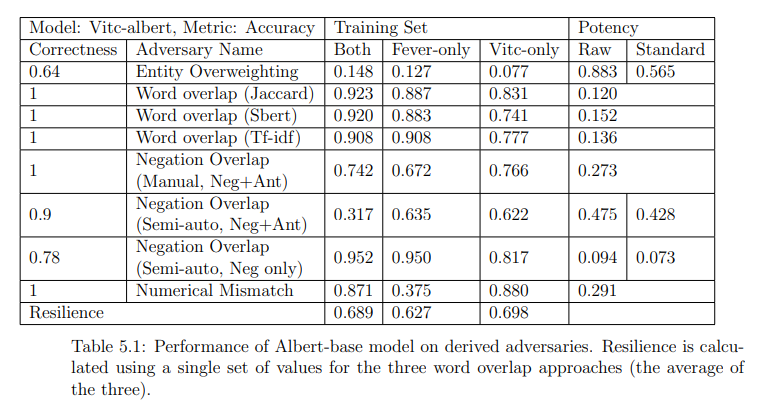 Model: Vitc-albert, Metric: Accuracy Training Set Potency
Correctness Adversary Name Both Fever-only Vitc-only Raw Standard
0.64 Entity Overweighting 0.148 0.127 0.077 0.883 0.565
1 Word overlap (Jaccard) 0.923 0.887 0.831 0.120
1 Word overlap (Sbert) 0.920 0.883 0.741 0.152
1 Word overlap (Tf-idf) 0.908 0.908 0.777 0.136
1 Negation Overlap (Manual, Neg+Ant) 0.742 0.672 0.766 0.273
0.9 Negation Overlap (Semi-auto, Neg+Ant) 0.317 0.635 0.622 0.475 0.428
0.78 Negation Overlap (Semi-auto, Neg only) 0.952 0.950 0.817 0.094 0.073
1 Numerical Mismatch 0.871 0.375 0.880 0.291
Resilience 0.689 0.627 0.698
Table 5.1: Performance of Albert-base model on derived adversaries. Resilience is calcu-
lated using a single set of values for the three word overlap approaches (the average of
the three).